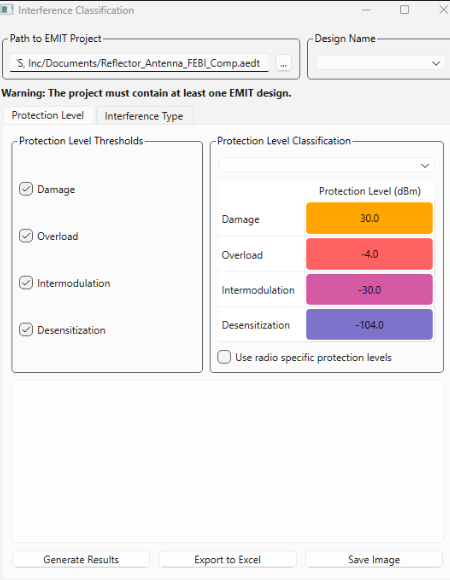 Interference Classification
Path to EMIT Project
Design Name
'S, Inc/Documents/Reflector_Antenna_FEBI_Comp.aedt
...
Warning: The project must contain at least one EMIT design.
Protection Level
Interference Type
Protection Level Thresholds
Damage
Overload
Intermodulation
Desensitization
Protection Level Classification
Protection Level (dBm)
Damage 30.0
Overload -4.0
Intermodulation -30.0
Desensitization -104.0
Use radio specific protection levels
Generate Results
Export to Excel
Save Image